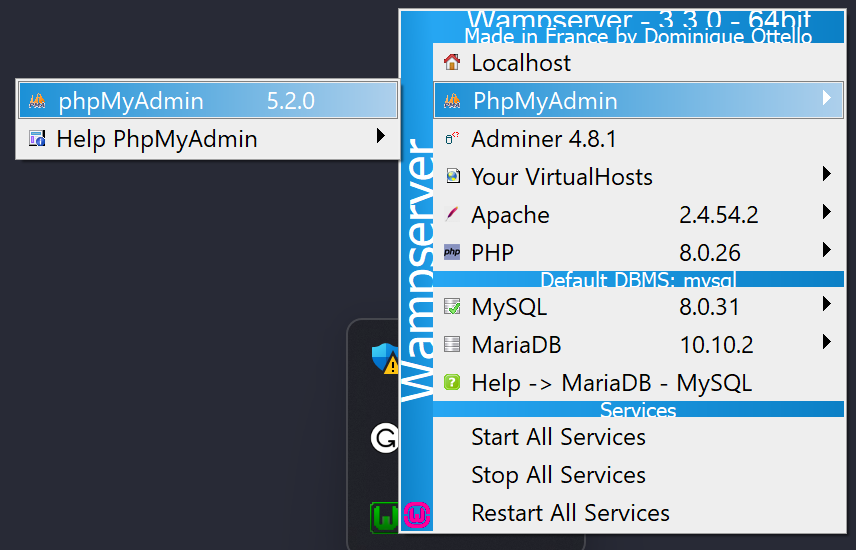 Wampserver - 3.3.0 - 64bit
Made in France by Dominique Ottello
Localhost
PhpMyAdmin
Adminer 4.8.1
Your VirtualHosts
Apache 2.4.54.2
php PHP 8.0.26
Default DBMS: mysql
MySQL 8.0.31
MariaDB 10.10.2
Help -> MariaDB - MySQL
Services
Start All Services
Stop All Services
Restart All Services
Wampserver
phpMyAdmin 5.2.0
Help PhpMyAdmin